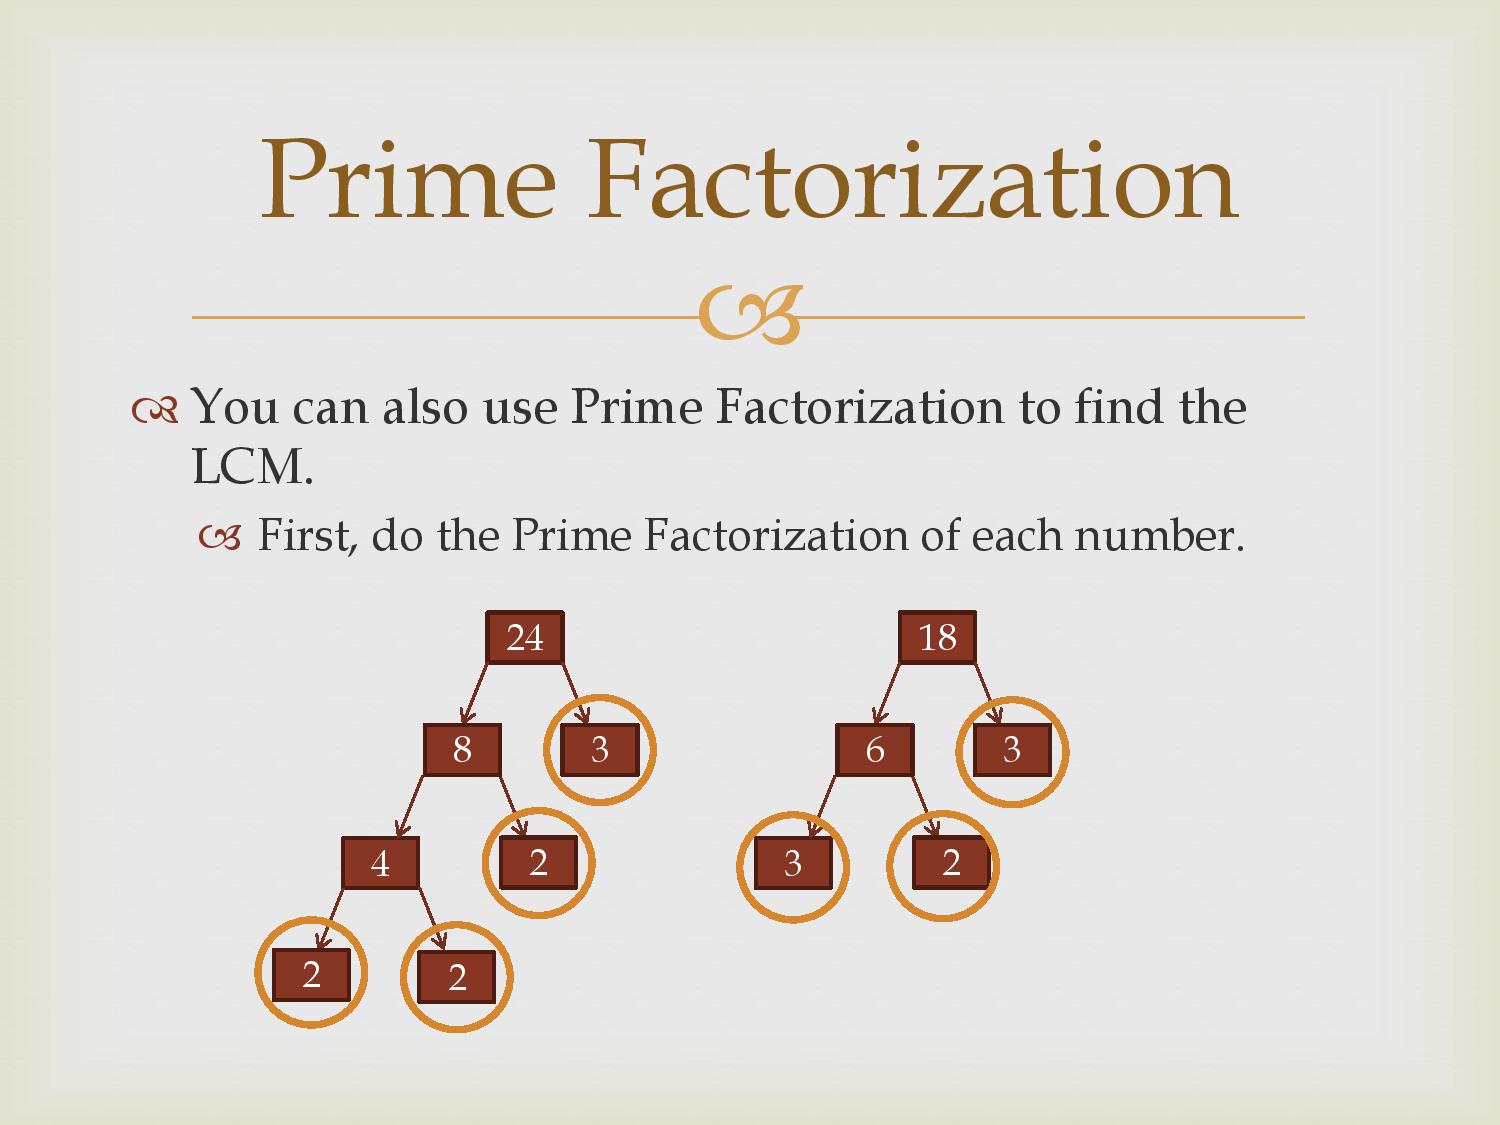 Prime Factorization
You can also use Prime Factorization to find the
LCM.
First, do the Prime Factorization of each number.
24 18
8 3 6 3
4 2 3 2
2 2